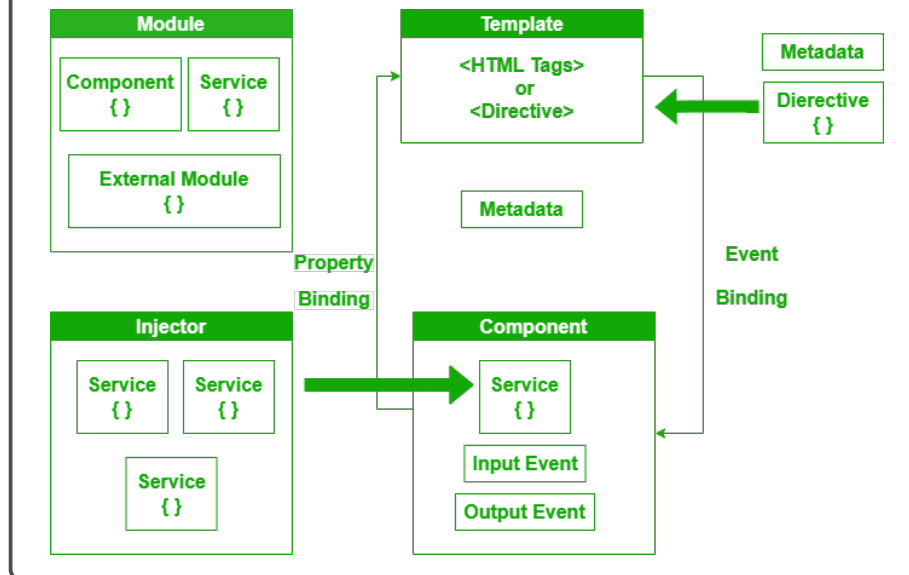 Module
Component
{ }
Service
{ }
External Module
{ }
Template
<HTML Tags>
or
<Directive>
Metadata
Dierective
{ }
Metadata
Property
Binding
Event
Binding
Injector
Service
{ }
Service
{ }
Service
{ }
Component
Service
{ }
Input Event
Output Event